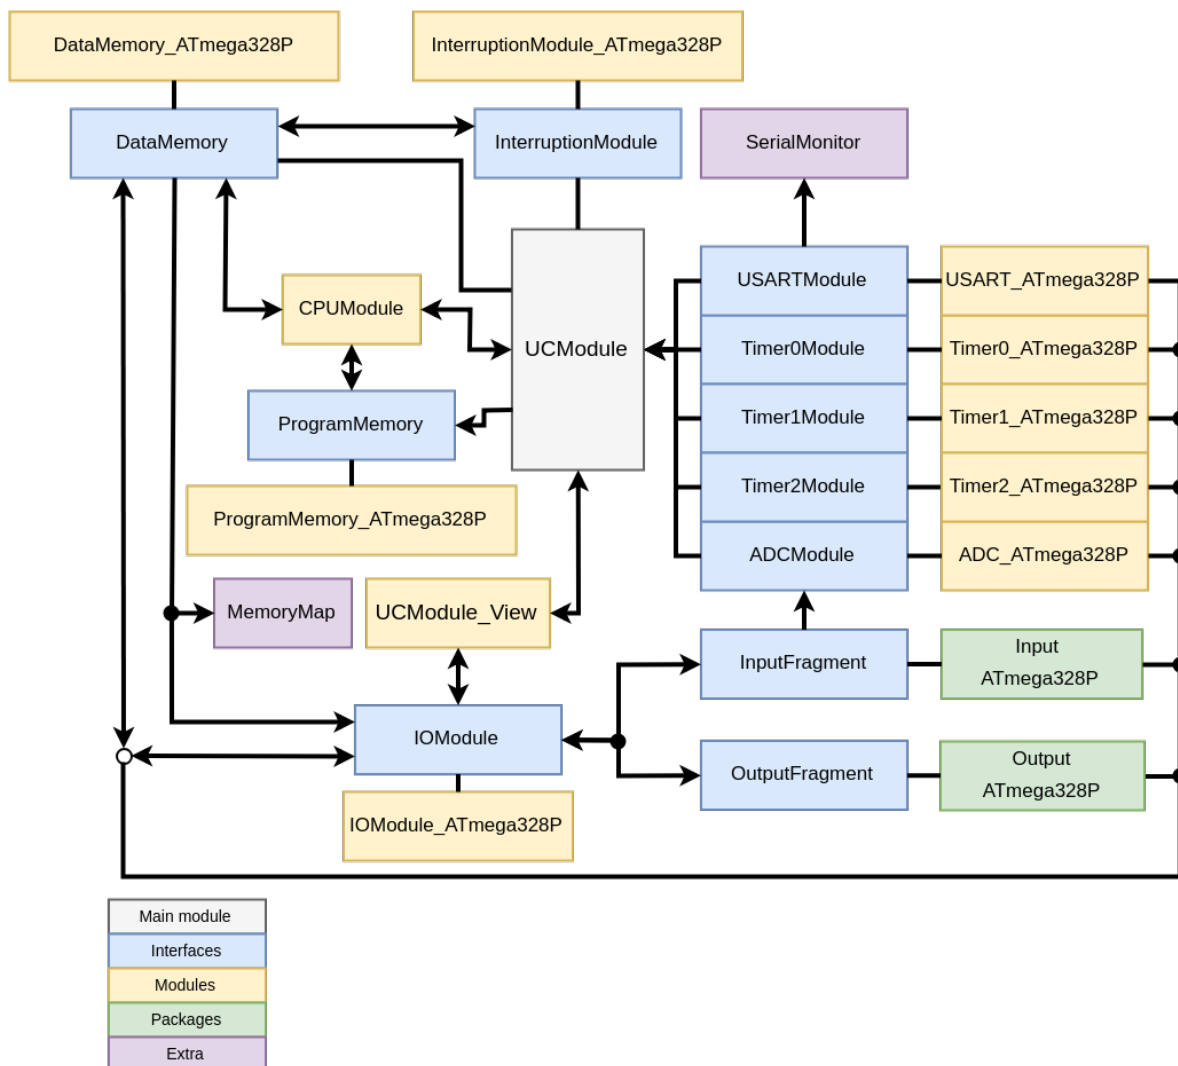 DataMemory_ATmega328P
InterruptionModule_ATmega328P
DataMemory
InterruptionModule
SerialMonitor
USARTModule
USART_ATmega328P
CPUModule
UCModule
Timer0Module
Timer0_ATmega328P
ProgramMemory
Timer1Module
Timer1_ATmega328P
Timer2Module
Timer2_ATmega328P
ProgramMemory_ATmega328P
ADCModule
ADC_ATmega328P
MemoryMap
UCModule_View
InputFragment
Input
ATmega328P
IOModule
OutputFragment
Output
ATmega328P
IOModule_ATmega328P
Main module
Interfaces
Modules
Packages
Extra